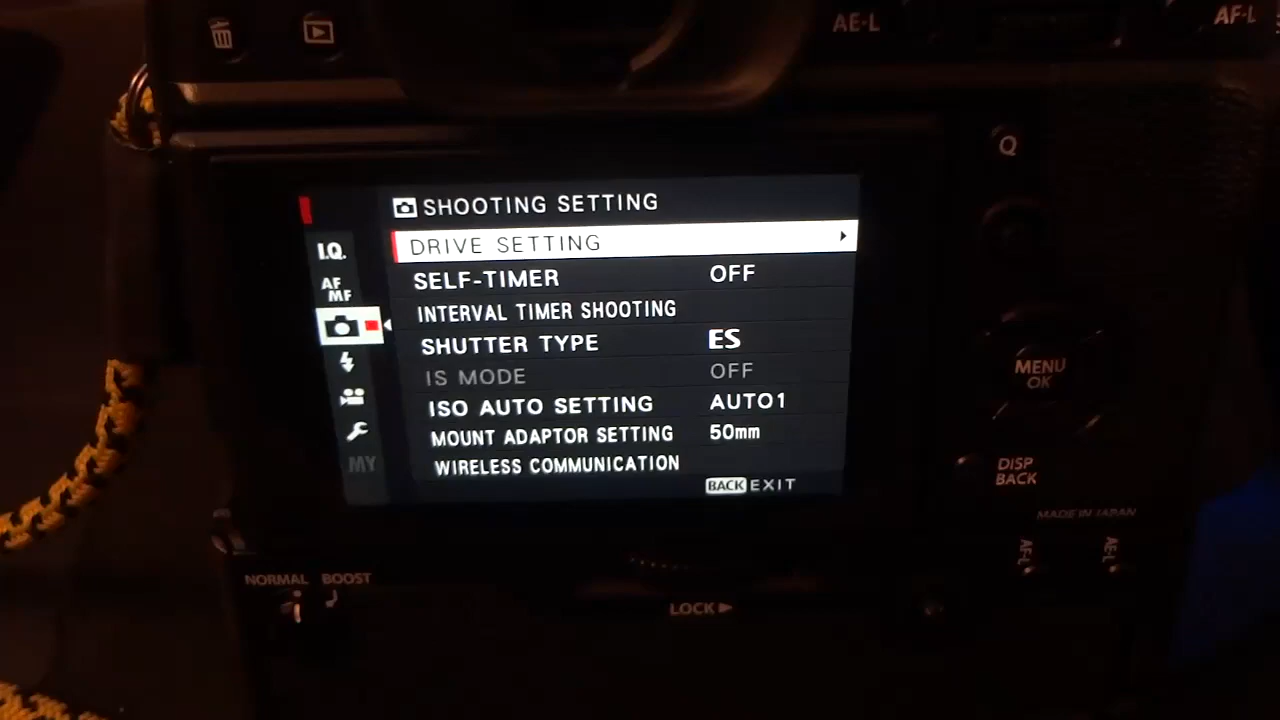 AE-L
AF-L
Q
SHOOTING SETTING
I.Q.
DRIVE SETTING
AF
MF
SELF-TIMER OFF
INTERVAL TIMER SHOOTING
SHUTTER TYPE ES
IS MODE OFF
ISO AUTO SETTING AUTO1
MOUNT ADAPTOR SETTING 50mm
MY
WIRELESS COMMUNICATION
BACK EXIT
MENU
OK
DISP
BACK
MADE IN JAPAN
AF-L
AE-L
NORMAL BOOST
LOCK